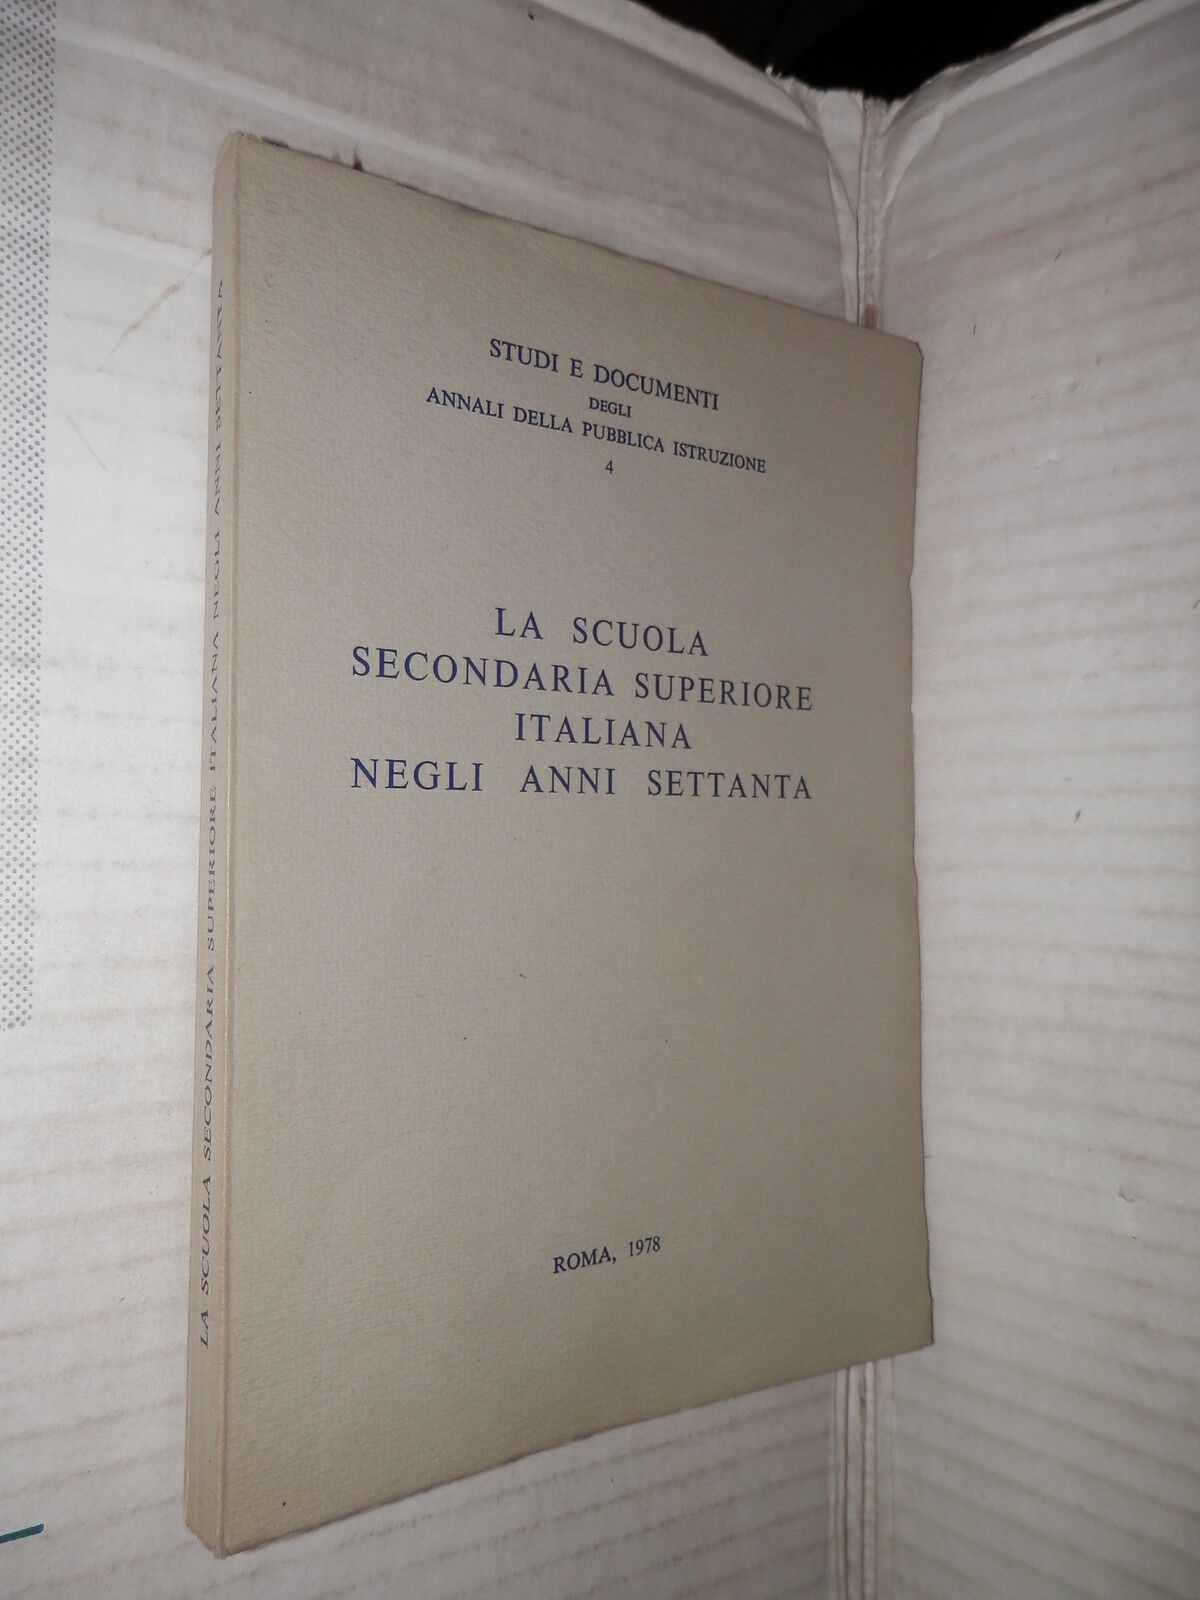 STUDI E DOCUMENTI
DEGLI
ANNALI DELLA PUBBLICA ISTRUZIONE
4
LA SCUOLA
SECONDARIA SUPERIORE
ITALIANA
NEGLI ANNI SETTANTA
ROMA, 1978
LA SCUOLA SECONDARIA SUPERIORE ITALIANA NEGLI ANNI SETTANTA